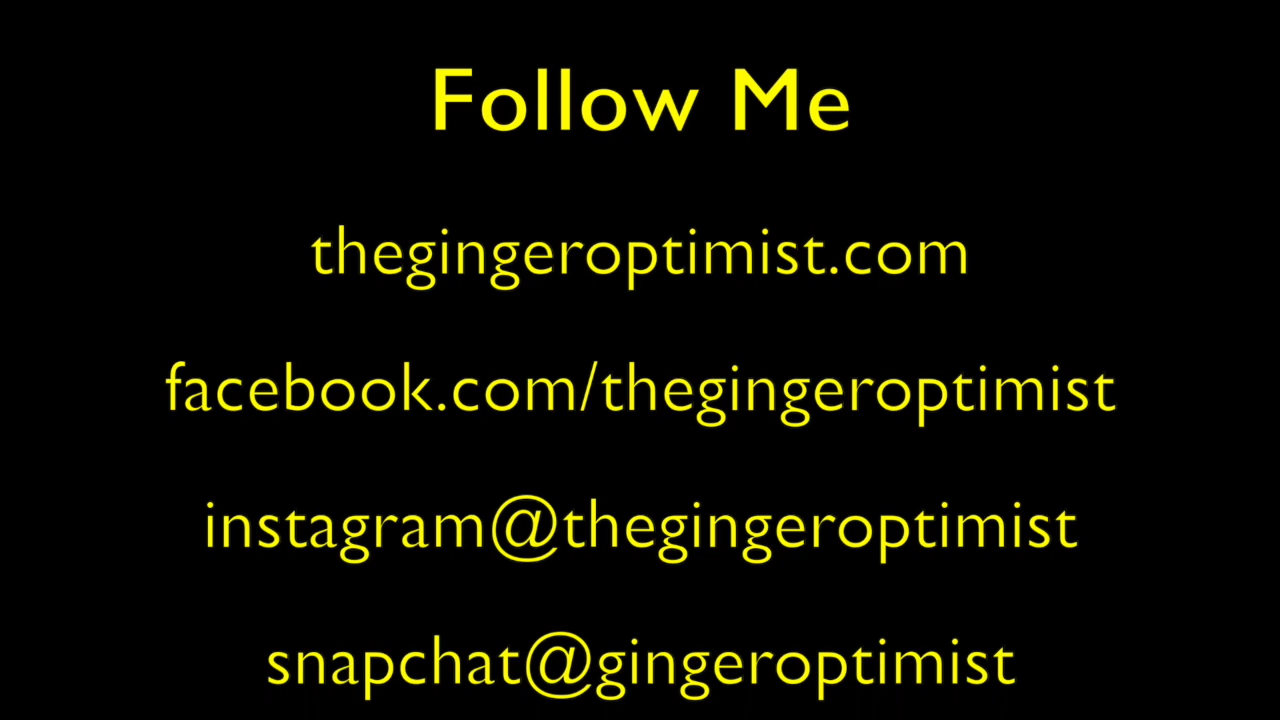 Follow Me
thegingeroptimist.com
facebook.com/thegingeroptimist
instagram@thegingeroptimist
snapchat@gingeroptimist